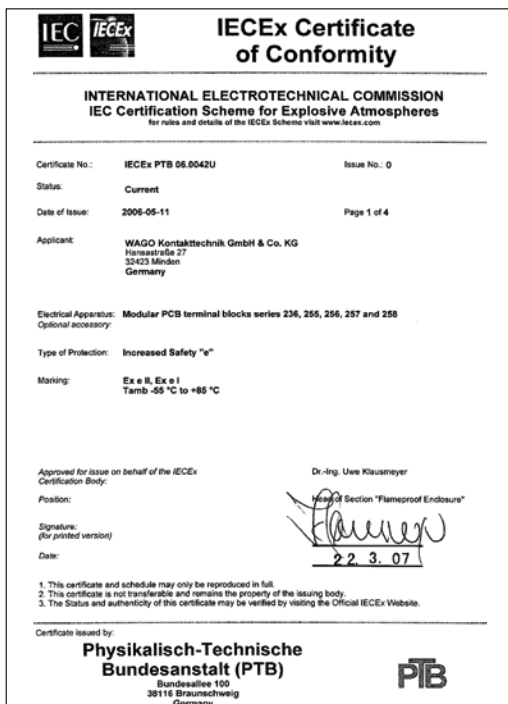 IEC IECEx
IECEx Certificate
of Conformity
INTERNATIONAL ELECTROTECHNICAL COMMISSION
IEC Certification Scheme for Explosive Atmospheres
for rules and details of the IECEx Scheme visit www.iecex.com
Certificate No.: IECEx PTB 06.0042U Issue No.: 0
Status: Current
Date of Issue: 2006-05-11 Page 1 of 4
Applicant: WAGO Kontakttechnik GmbH & Co. KG
Hansastraße 27
32423 Minden
Germany
Electrical Apparatus: Modular PCB terminal blocks series 236, 255, 256, 257 and 258
Optional accessory:
Type of Protection: Increased Safety "e"
Marking: Ex e II, Ex e I
Tamb -55 °C to +85 °C
Approved for issue on behalf of the IECEx Dr.-Ing. Uwe Klausmeyer
Certification Body:
Position: Head of Section "Flameproof Enclosure"
Signature:
(for printed version)
Date: 22. 3. 07
1. This certificate and schedule may only be reproduced in full.
2. This certificate is not transferable and remains the property of the issuing body.
3. The Status and authenticity of this certificate may be verified by visiting the Official IECEx Website.
Certificate issued by:
Physikalisch-Technische
Bundesanstalt (PTB)
Bundesallee 100
38116 Braunschweig
Germany
PTB